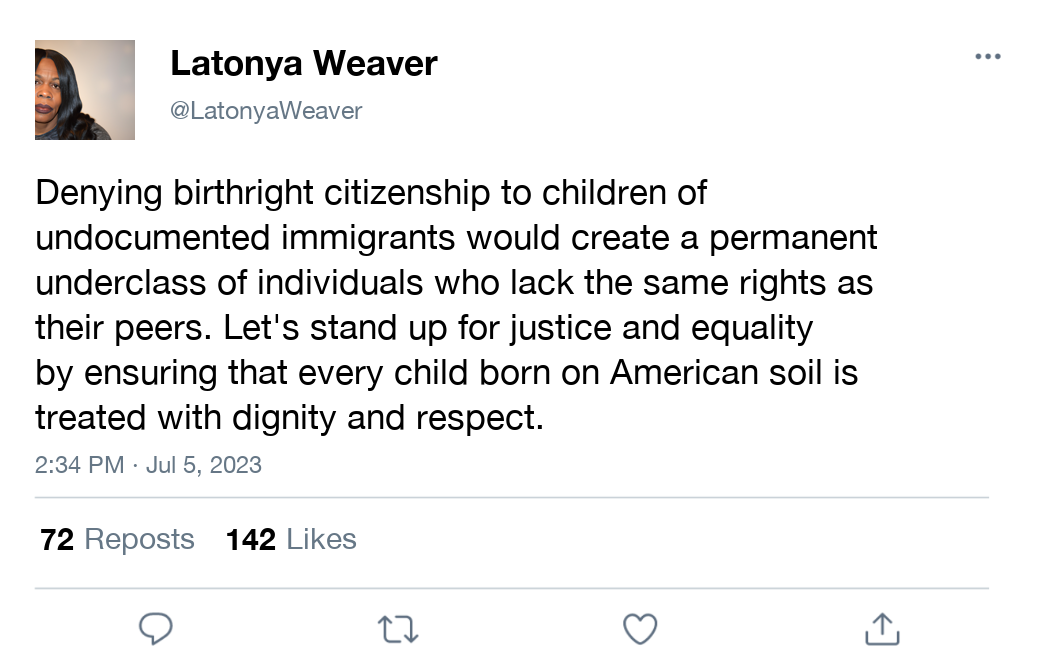 Latonya Weaver
@LatonyaWeaver
Denying birthright citizenship to children of
undocumented immigrants would create a permanent
underclass of individuals who lack the same rights as
their peers. Let's stand up for justice and equality
by ensuring that every child born on American soil is
treated with dignity and respect.
2:34 PM · Jul 5, 2023
72 Reposts 142 Likes